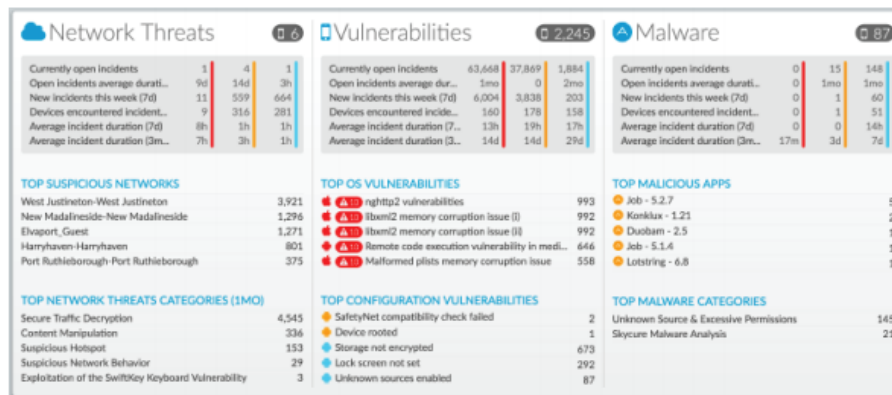 Network Threats 6
Currently open incidents 1 4 1
Open incidents average durati... 9d 14d 3h
New incidents this week (7d) 11 559 664
Devices encountered incident... 9 316 281
Average incident duration (7d) 8h 1h 1h
Average incident duration (3m... 7h 3h 1h
TOP SUSPICIOUS NETWORKS
West Justineton-West Justineton 3,921
New Madalineside-New Madalineside 1,296
Elvaport_Guest 1,271
Harryhaven-Harryhaven 801
Port Ruthieborough-Port Ruthieborough 375
TOP NETWORK THREATS CATEGORIES (1MO)
Secure Traffic Decryption 4,545
Content Manipulation 336
Suspicious Hotspot 153
Suspicious Network Behavior 29
Exploitation of the SwiftKey Keyboard Vulnerability 3
Vulnerabilities 2,245
Currently open incidents 63,668 37,869 1,884
Open incidents average dur... 1mo 0 2mo
New incidents this week (7d) 6,004 3,838 203
Devices encountered incide... 160 178 158
Average incident duration (7... 13h 19h 17h
Average incident duration (3... 14d 14d 29d
TOP OS VULNERABILITIES
10 nghttp2 vulnerabilities 993
10 libxml2 memory corruption issue (i) 992
10 libxml2 memory corruption issue (ii) 992
10 Remote code execution vulnerability in medi... 646
10 Malformed plists memory corruption issue 558
TOP CONFIGURATION VULNERABILITIES
SafetyNet compatibility check failed 2
Device rooted 1
Storage not encrypted 673
Lock screen not set 292
Unknown sources enabled 87
Malware 87
Currently open incidents 0 15 148
Open incidents average durati... 0 1mo 1mo
New incidents this week (7d) 0 1 60
Devices encountered incident... 0 1 51
Average incident duration (7d) 0 0 14h
Average incident duration (3m... 17m 3d 7d
TOP MALICIOUS APPS
Job - 5.2.7
Konklux - 1.21
Duobam - 2.5
Job - 5.1.4
Lotstring - 6.8
TOP MALWARE CATEGORIES
Unknown Source & Excessive Permissions 145
Skycure Malware Analysis 21